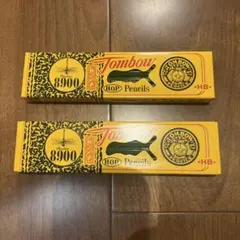 8900
Tombow
HOP Pencils
HB
8900
Tombow
HOP Pencils
HB